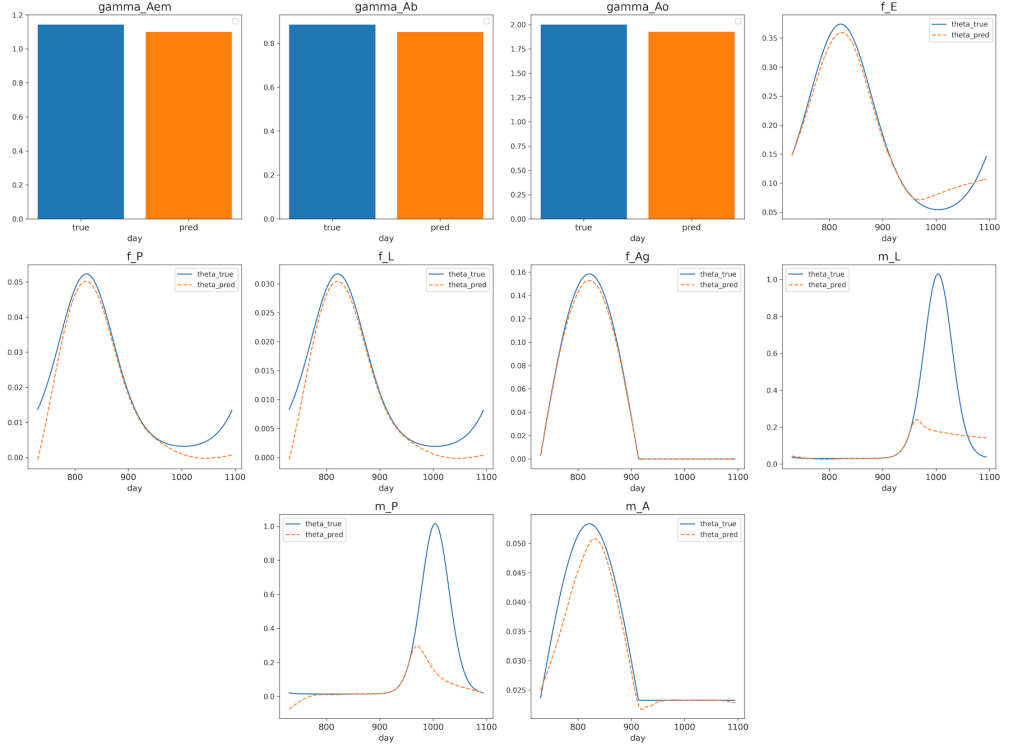 gamma_Aem
1.2
1.0
0.8
0.6
0.4
0.2
0.0
true
pred
day
gamma_Ab
0.8
0.6
0.4
0.2
0.0
true
pred
day
gamma_Ao
2.00
1.75
1.50
1.25
1.00
0.75
0.50
0.25
0.00
true
pred
day
f_E
theta_true
theta_pred
0.35
0.30
0.25
0.20
0.15
0.10
0.05
800
900
1000
1100
day
f_P
theta_true
theta_pred
0.05
0.04
0.03
0.02
0.01
0.00
800
900
1000
1100
day
f_L
theta_true
theta_pred
0.030
0.025
0.020
0.015
0.010
0.005
0.000
800
900
1000
1100
day
f_Ag
theta_true
theta_pred
0.16
0.14
0.12
0.10
0.08
0.06
0.04
0.02
0.00
800
900
1000
1100
day
m_L
theta_true
theta_pred
1.0
0.8
0.6
0.4
0.2
0.0
800
900
1000
1100
day
m_P
theta_true
theta_pred
1.0
0.8
0.6
0.4
0.2
0.0
800
900
1000
1100
day
m_A
theta_true
theta_pred
0.050
0.045
0.040
0.035
0.030
0.025
800
900
1000
1100
day